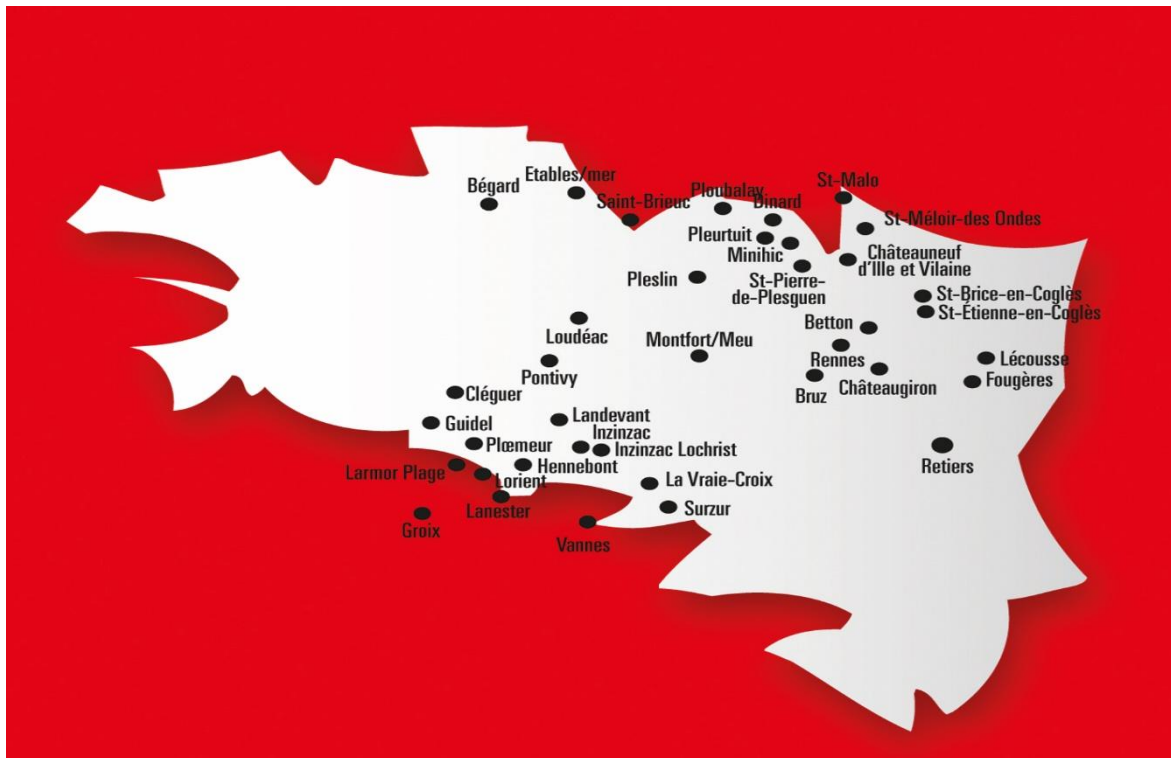 Etables/mer
Bégard
Saint-Brieuc
Ploubalay
Dinard
St-Malo
St-Méloir-des Ondes
Pleurtuit
Minihic
Châteauneuf
d'Ille et Vilaine
Pleslin
St-Pierre-
de-Plesguen
St-Brice-en-Coglès
St-Étienne-en-Coglès
Betton
Loudéac
Montfort/Meu
Rennes
Lécousse
Pontivy
Châteaugiron
Fougères
Bruz
Cléguer
Guidel
Landevant
Inzinzac
Plœmeur
Inzinzac Lochrist
Hennebont
Retiers
Larmor Plage
Lorient
La Vraie-Croix
Lanester
Surzur
Groix
Vannes